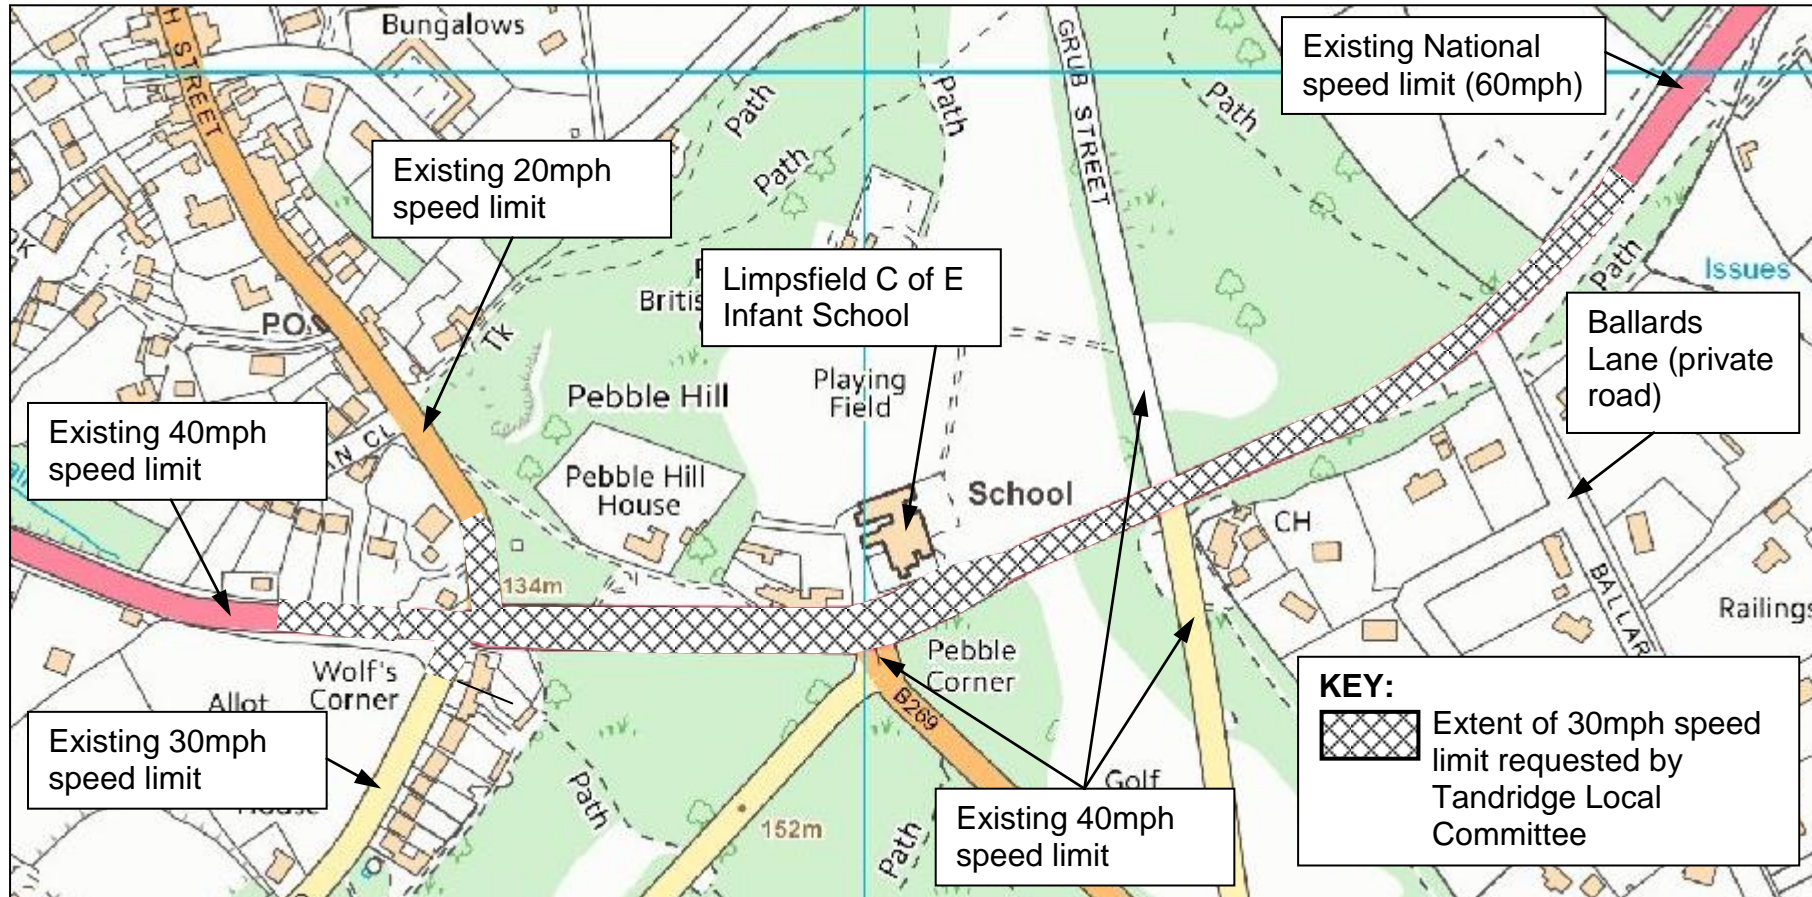 Bungalows
H STREET
Existing 20mph
speed limit
Path
Path
Path
Path
GRUB STREET
Existing National
speed limit (60mph)
Limpsfield C of E
Infant School
Path
Issues
Ballards
Lane (private
road)
PO
Tk
Pebble Hill
Playing
Field
Existing 40mph
speed limit
Pebble Hill
House
School
CH
134m
BALLAR
Railings
Wolf's
Corner
Allot
Pebble
Corner
B269
Existing 30mph
speed limit
House
Path
152m
Path
Golf
Existing 40mph
speed limit
KEY:
Extent of 30mph speed
limit requested by
Tandridge Local
Committee